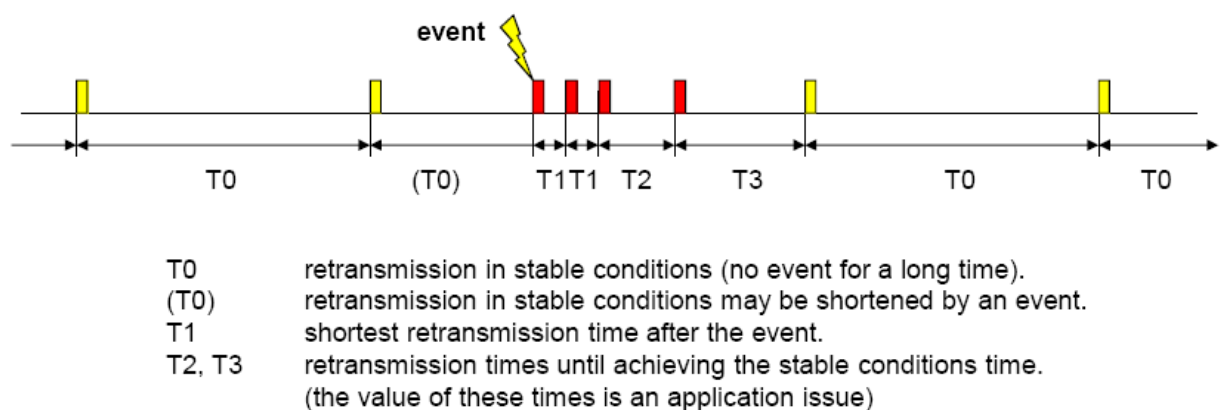 event
T0 (T0) T1 T1 T2 T3 T0 T0
T0 retransmission in stable conditions (no event for a long time).
(T0) retransmission in stable conditions may be shortened by an event.
T1 shortest retransmission time after the event.
T2, T3 retransmission times until achieving the stable conditions time.
(the value of these times is an application issue)